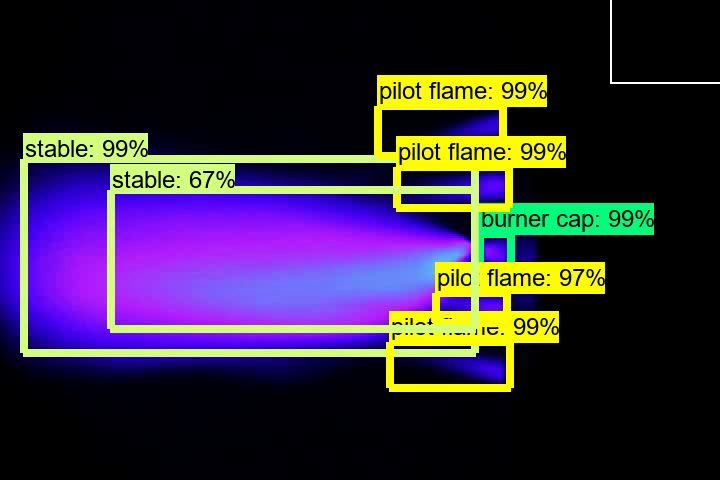 pilot flame: 99%
stable: 99%
pilot flame: 99%
stable: 67%
burner cap: 99%
pilot flame: 97%
pilot flame: 99%